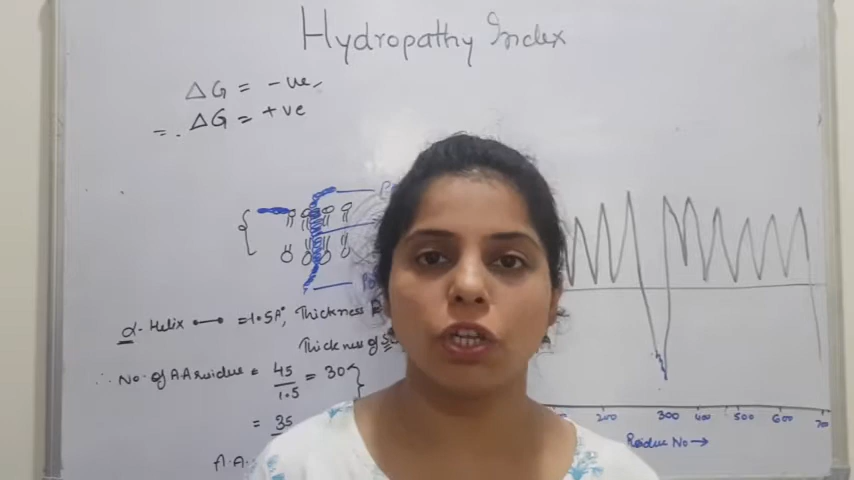 Hydropathy Index
ΔG = -ve
= . ΔG = +ve
α-Helix = 1.5A°, Thickness
Thickness of
∴ No. of A.A residue = 45/1.5 = 30
= 35
A.A.
200 300 400 500 600 70
Residue No →